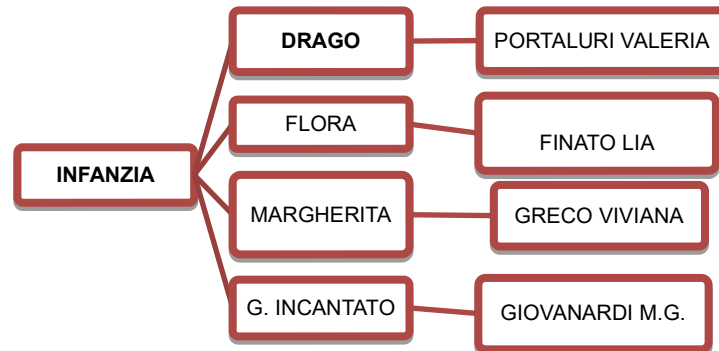 DRAGO
PORTALURI VALERIA
FLORA
FINATO LIA
INFANZIA
MARGHERITA
GRECO VIVIANA
G. INCANTATO
GIOVANARDI M.G.